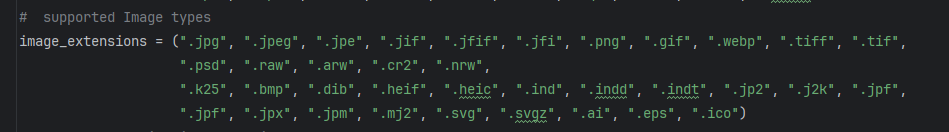 #  supported Image types
image_extensions = (".jpg", ".jpeg", ".jpe", ".jif", ".jfif", ".jfi", ".png", ".gif", ".webp", ".tiff", ".tif",
".psd", ".raw", ".arw", ".cr2", ".nrw",
".k25", ".bmp", ".dib", ".heif", ".heic", ".ind", ".indd", ".indt", ".jp2", ".j2k", ".jpf",
".jpf", ".jpx", ".jpm", ".mj2", ".svg", ".svgz", ".ai", ".eps", ".ico")